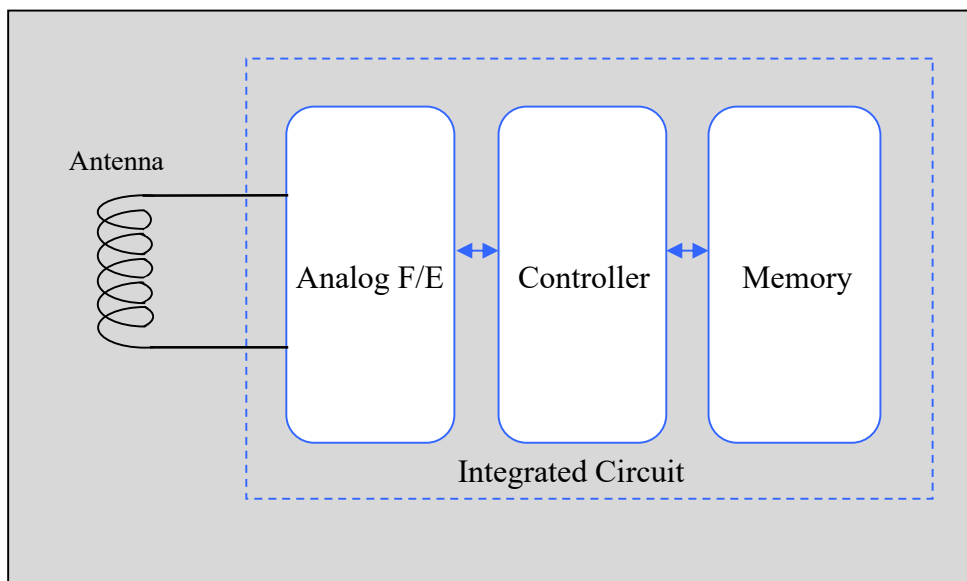 Antenna
Analog F/E
Controller
Memory
Integrated Circuit